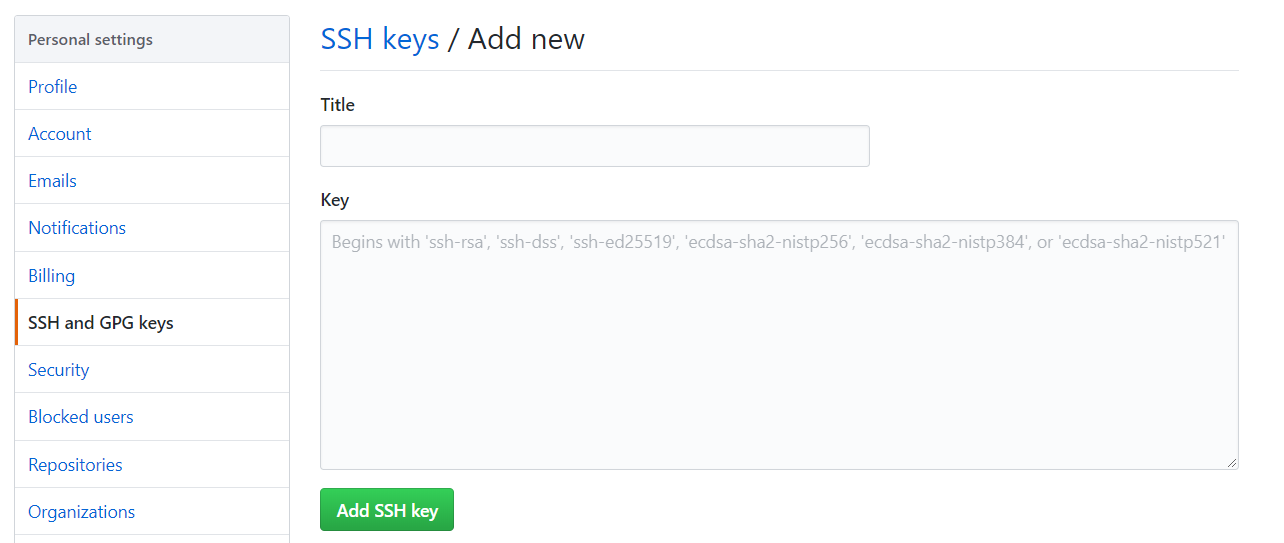 Personal settings
Profile
Account
Emails
Notifications
Billing
SSH and GPG keys
Security
Blocked users
Repositories
Organizations
SSH keys / Add new
Title
Key
Begins with 'ssh-rsa', 'ssh-dss', 'ssh-ed25519', 'ecdsa-sha2-nistp256', 'ecdsa-sha2-nistp384', or 'ecdsa-sha2-nistp521'
Add SSH key